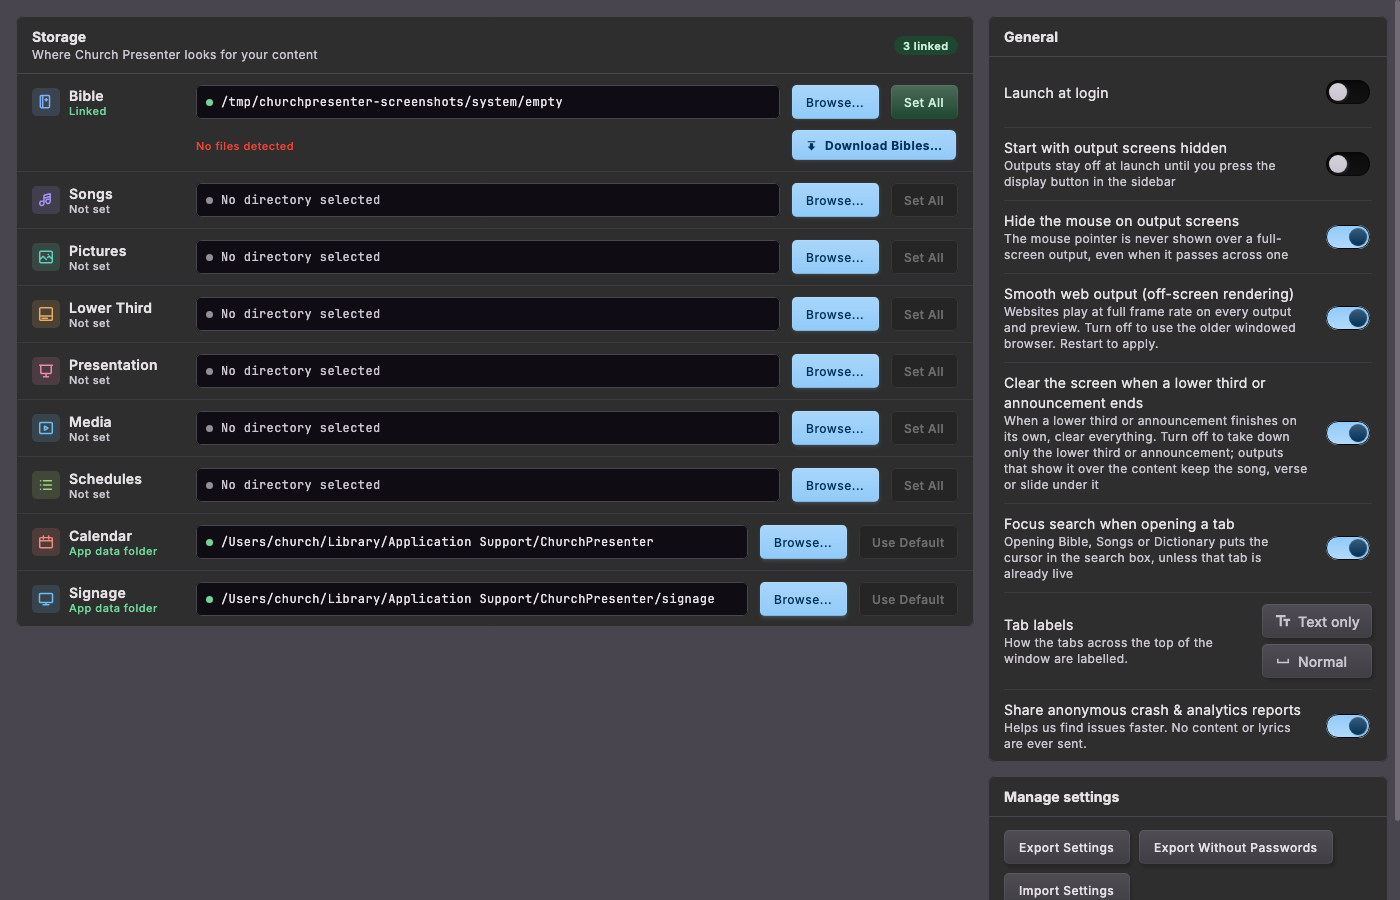 Storage
Where Church Presenter looks for your content
3 linked
Bible
Linked
/tmp/churchpresenter-screenshots/system/empty
Browse...
Set All
No files detected
Download Bibles...
Songs
Not set
No directory selected
Browse...
Set All
Pictures
Not set
No directory selected
Browse...
Set All
Lower Third
Not set
No directory selected
Browse...
Set All
Presentation
Not set
No directory selected
Browse...
Set All
Media
Not set
No directory selected
Browse...
Set All
Schedules
Not set
No directory selected
Browse...
Set All
Calendar
App data folder
/Users/church/Library/Application Support/ChurchPresenter
Browse...
Use Default
Signage
App data folder
/Users/church/Library/Application Support/ChurchPresenter/signage
Browse...
Use Default
General
Launch at login
Start with output screens hidden
Outputs stay off at launch until you press the
display button in the sidebar
Hide the mouse on output screens
The mouse pointer is never shown over a full-
screen output, even when it passes across one
Smooth web output (off-screen rendering)
Websites play at full frame rate on every output
and preview. Turn off to use the older windowed
browser. Restart to apply.
Clear the screen when a lower third or
announcement ends
When a lower third or announcement finishes on
its own, clear everything. Turn off to take down
only the lower third or announcement; outputs
that show it over the content keep the song, verse
or slide under it
Focus search when opening a tab
Opening Bible, Songs or Dictionary puts the
cursor in the search box, unless that tab is
already live
Tab labels
How the tabs across the top of the
window are labelled.
Text only
Normal
Share anonymous crash & analytics reports
Helps us find issues faster. No content or lyrics
are ever sent.
Manage settings
Export Settings
Export Without Passwords
Import Settings